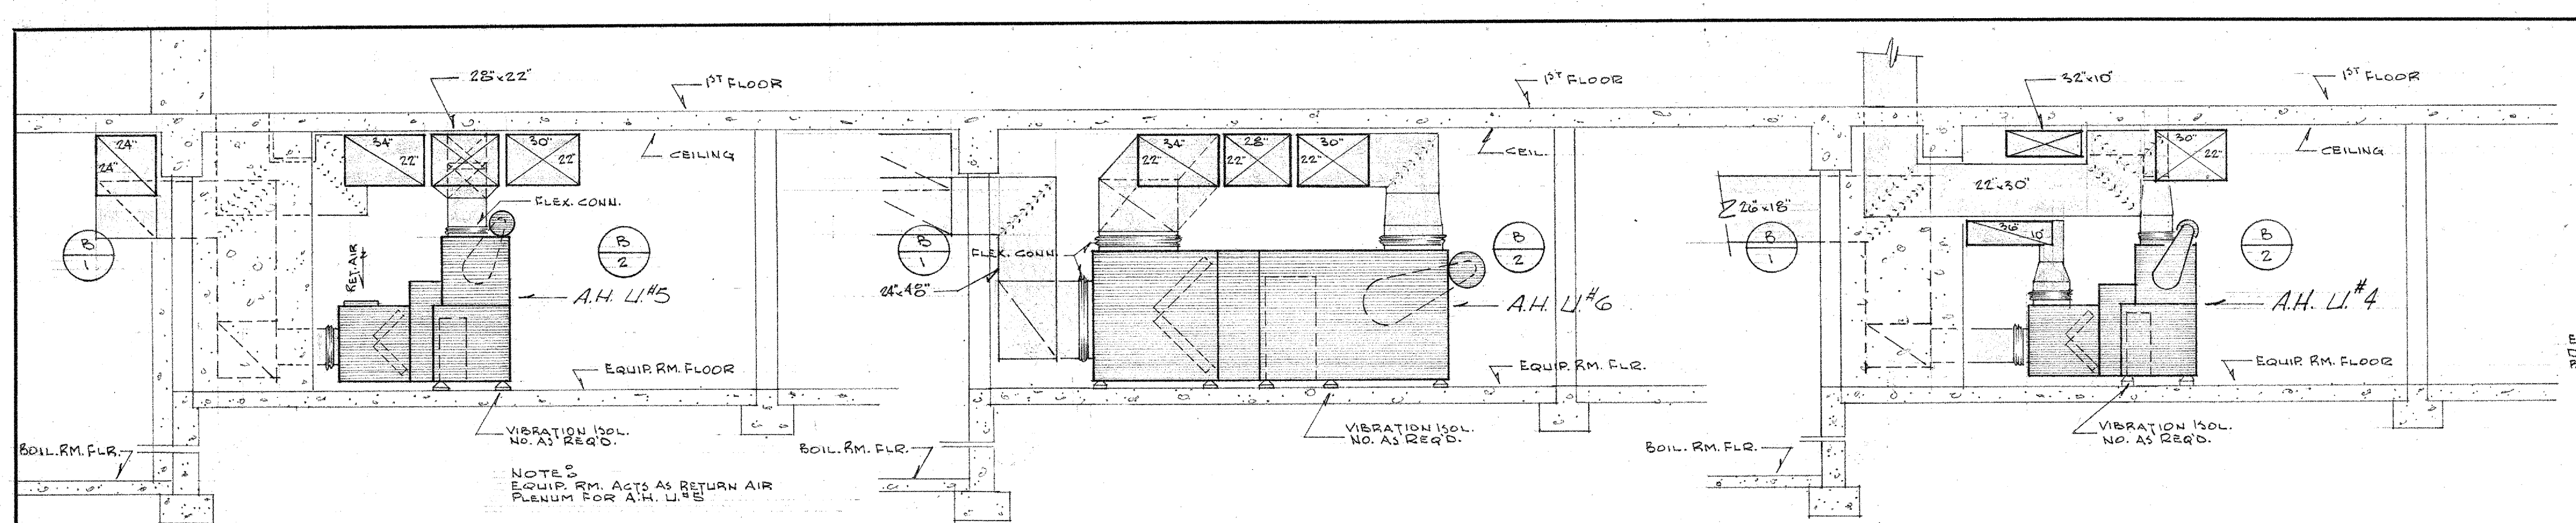 28"x22"
1ST FLOOR
24"
24"
34"
22"
30"
22"
CEILING
FLEX. CONN.
B
1
B
2
RET. AIR
A.H. U.#5
EQUIP. RM. FLOOR
VIBRATION ISOL.
NO. AS REQ'D.
BOIL. RM. FLR.
NOTE:
EQUIP. RM. ACTS AS RETURN AIR
PLENUM FOR A.H. U.#5
1ST FLOOR
34"
22"
28"
22"
30"
22"
CEIL.
B
1
B
2
FLEX. CONN.
24"x48"
A.H. U.#6
EQUIP. RM. FLR.
VIBRATION ISOL.
NO. AS REQ'D.
BOIL. RM. FLR.
32"x10"
1ST FLOOR
30"
22"
CEILING
22"x30"
26"x18"
36"
10"
B
1
B
2
A.H. U.#4
EQUIP. RM. FLOOR
VIBRATION ISOL.
NO. AS REQ'D.
BOIL. RM. FLR.